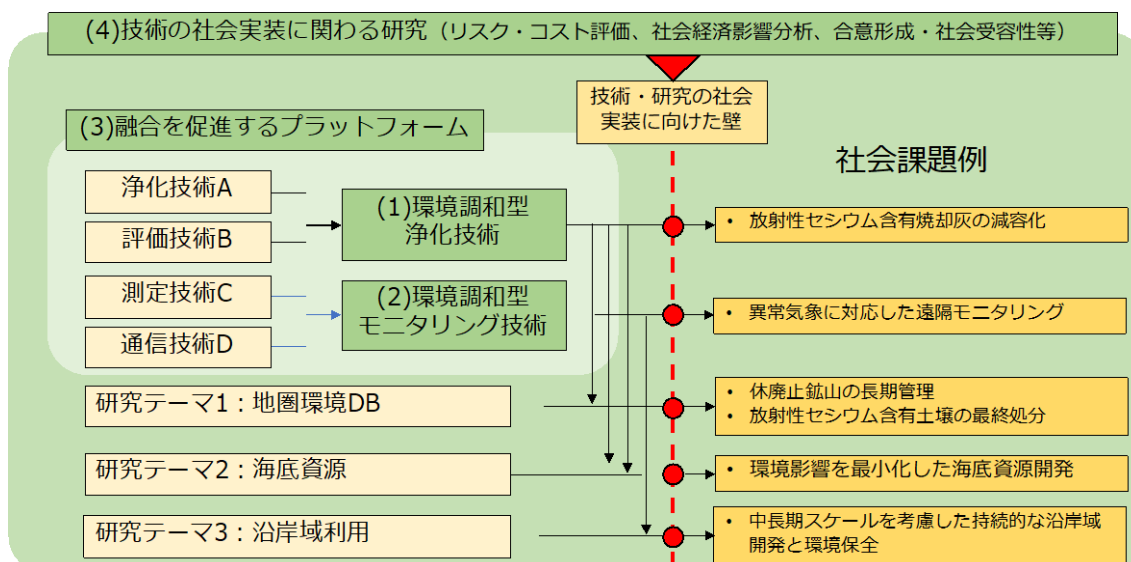 (4)技術の社会実装に関わる研究（リスク・コスト評価、社会経済影響分析、合意形成・社会受容性等）
技術・研究の社会
実装に向けた壁
(3)融合を促進するプラットフォーム
社会課題例
浄化技術A
評価技術B
測定技術C
通信技術D
(1)環境調和型
浄化技術
(2)環境調和型
モニタリング技術
・ 放射性セシウム含有焼却灰の減容化
・ 異常気象に対応した遠隔モニタリング
研究テーマ1：地圏環境DB
・ 休廃止鉱山の長期管理
・ 放射性セシウム含有土壌の最終処分
研究テーマ2：海底資源
・ 環境影響を最小化した海底資源開発
研究テーマ3：沿岸域利用
・ 中長期スケールを考慮した持続的な沿岸域
開発と環境保全